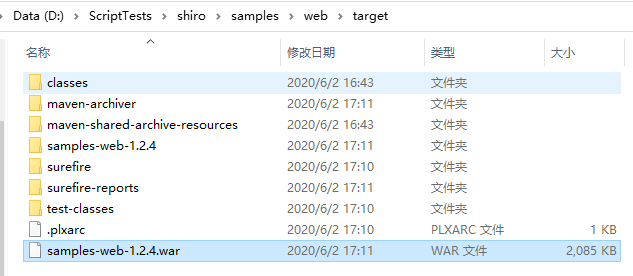 Data (D:) > ScriptTests > shiro > samples > web > target
名称 修改日期 类型 大小
classes 2020/6/2 16:43 文件夹
maven-archiver 2020/6/2 17:11 文件夹
maven-shared-archive-resources 2020/6/2 16:43 文件夹
samples-web-1.2.4 2020/6/2 17:11 文件夹
surefire 2020/6/2 17:10 文件夹
surefire-reports 2020/6/2 17:11 文件夹
test-classes 2020/6/2 17:10 文件夹
.plxarc 2020/6/2 17:10 PLXARC 文件 1 KB
samples-web-1.2.4.war 2020/6/2 17:11 WAR 文件 2,085 KB